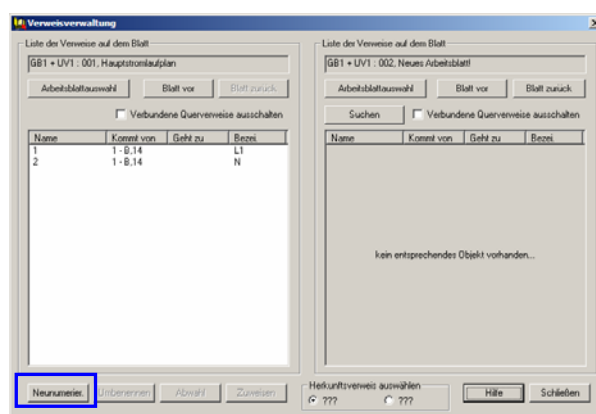 Verweisverwaltung
Liste der Verweise auf dem Blatt
GB1 + UV1 : 001, Hauptstromlaufplan
Arbeitsblattauswahl Blatt vor Blatt zurück
Verbundene Querverweise ausschalten
Name Kommt von Geht zu Bezei.
1 1 - B,14 L1
2 1 - B,14 N
Liste der Verweise auf dem Blatt
GB1 + UV1 : 002, Neues Arbeitsblatt!
Arbeitsblattauswahl Blatt vor Blatt zurück
Suchen Verbundene Querverweise ausschalten
Name Kommt von Geht zu Bezei.
kein entsprechendes Objekt vorhanden...
Neunumerier. Umbenennen Abwahl Zuweisen
Herkunftsverweis auswählen
??? ???
Hilfe Schließen